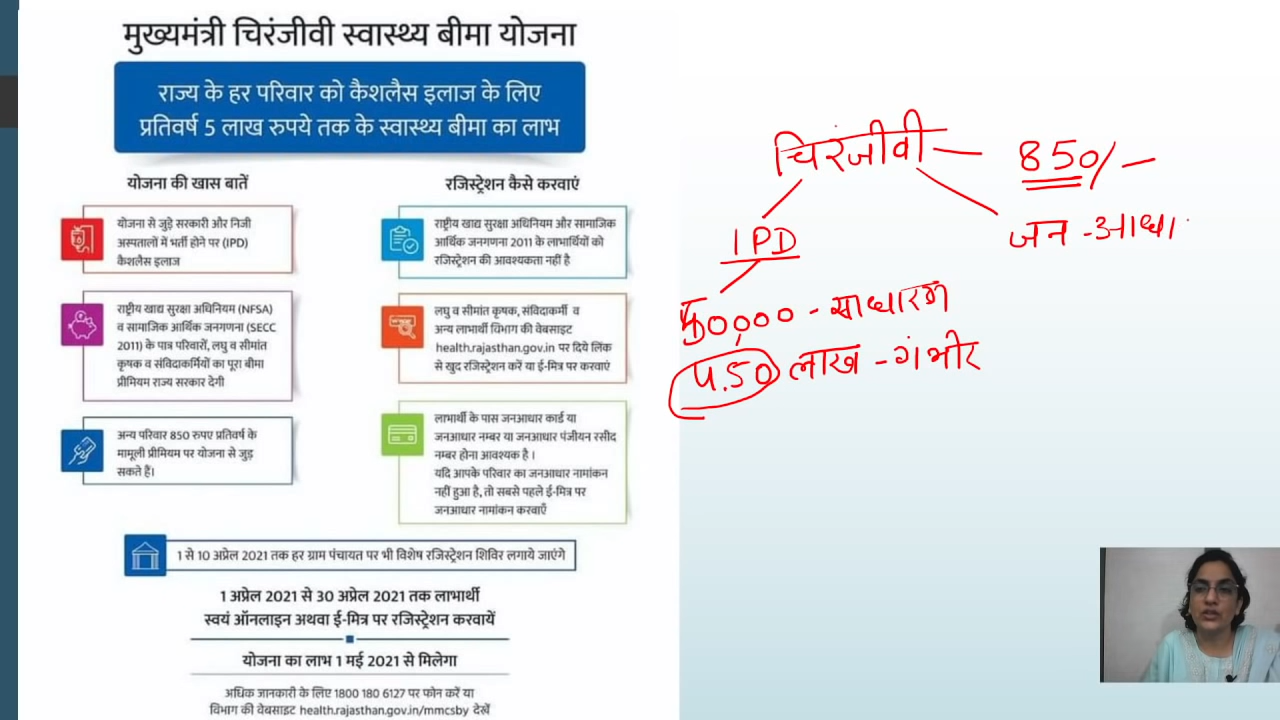 मुख्यमंत्री चिरंजीवी स्वास्थ्य बीमा योजना
राज्य के हर परिवार को कैशलैस इलाज के लिए
प्रतिवर्ष 5 लाख रुपये तक के स्वास्थ्य बीमा का लाभ
योजना की खास बातें
योजना से जुड़े सरकारी और निजी
अस्पतालों में भर्ती होने पर (IPD)
कैशलैस इलाज
राष्ट्रीय खाद्य सुरक्षा अधिनियम (NFSA)
व सामाजिक आर्थिक जनगणना (SECC
2011) के पात्र परिवारों, लघु व सीमांत
कृषक व संविदाकर्मियों का पूरा बीमा
प्रीमियम राज्य सरकार देगी
अन्य परिवार 850 रुपए प्रतिवर्ष के
मामूली प्रीमियम पर योजना से जुड़
सकते हैं।
रजिस्ट्रेशन कैसे करवाएं
राष्ट्रीय खाद्य सुरक्षा अधिनियम और सामाजिक
आर्थिक जनगणना 2011 के लाभार्थियों को
रजिस्ट्रेशन की आवश्यकता नहीं है
लघु व सीमांत कृषक, संविदाकर्मी व
अन्य लाभार्थी विभाग की वेबसाइट
health.rajasthan.gov.in पर दिये लिंक
से खुद रजिस्ट्रेशन करें या ई-मित्र पर करवाएं
लाभार्थी के पास जनआधार कार्ड या
जनआधार नम्बर या जनआधार पंजीयन रसीद
नम्बर होना आवश्यक है ।
यदि आपके परिवार का जनआधार नामांकन
नहीं हुआ है, तो सबसे पहले ई-मित्र पर
जनआधार नामांकन करवाएँ
1 से 10 अप्रेल 2021 तक हर ग्राम पंचायत पर भी विशेष रजिस्ट्रेशन शिविर लगाये जाएंगे
1 अप्रेल 2021 से 30 अप्रेल 2021 तक लाभार्थी
स्वयं ऑनलाइन अथवा ई-मित्र पर रजिस्ट्रेशन करवायें
योजना का लाभ 1 मई 2021 से मिलेगा
अधिक जानकारी के लिए 1800 180 6127 पर फोन करें या
विभाग की वेबसाइट health.rajasthan.gov.in/mmcsby देखें
चिरंजीवी - 850/-
IPD
जन - आधा
50,000 - साधारण
4.50 लाख - गंभीर